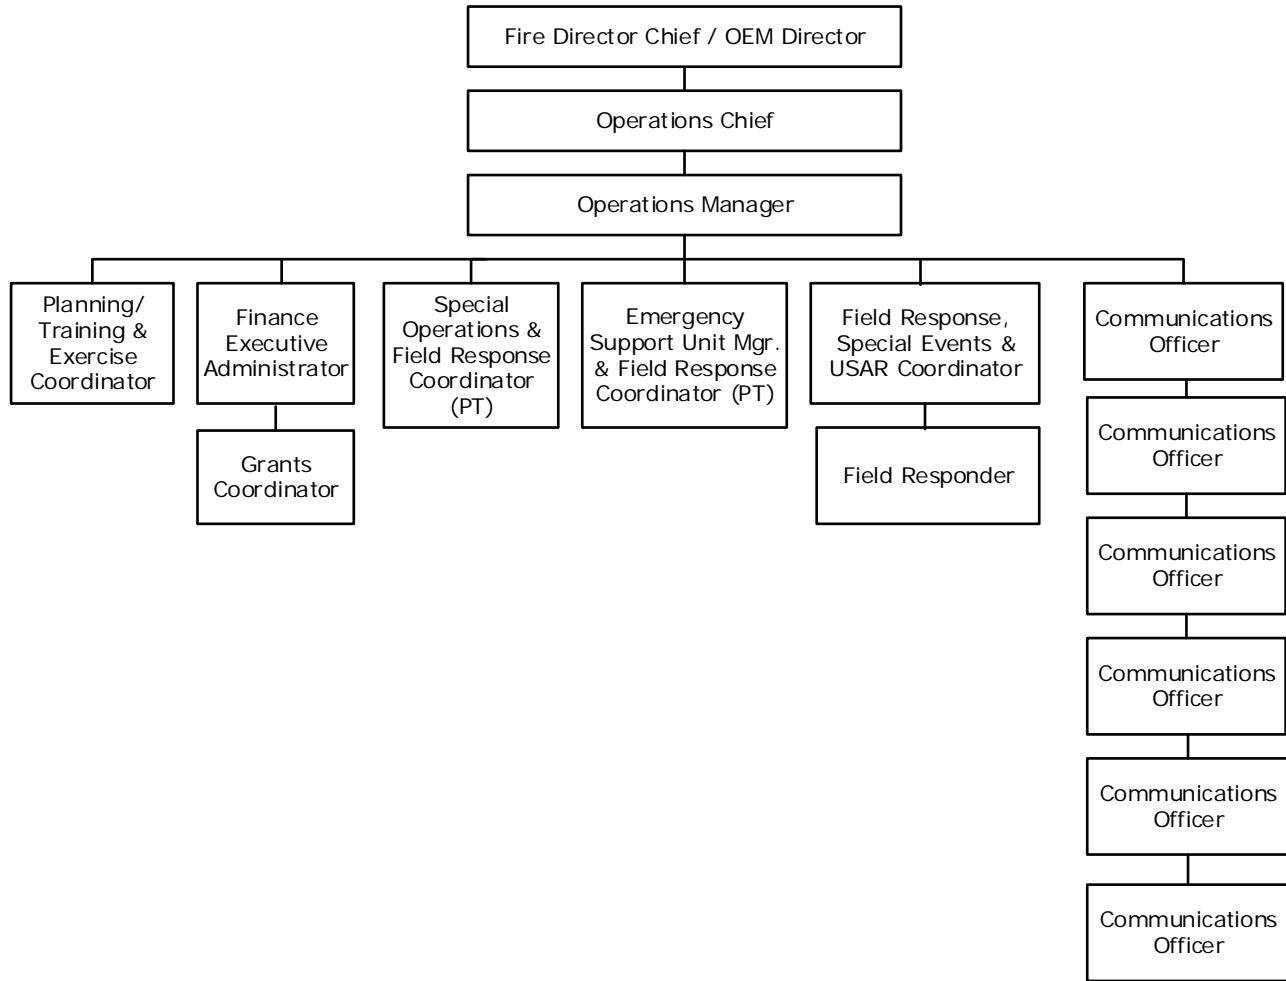 Fire Director Chief / OEM Director
Operations Chief
Operations Manager
Planning/
Training &
Exercise
Coordinator
Finance
Executive
Administrator
Special
Operations &
Field Response
Coordinator
(PT)
Emergency
Support Unit Mgr.
& Field Response
Coordinator (PT)
Field Response,
Special Events &
USAR Coordinator
Communications
Officer
Grants
Coordinator
Field Responder
Communications
Officer
Communications
Officer
Communications
Officer
Communications
Officer
Communications
Officer